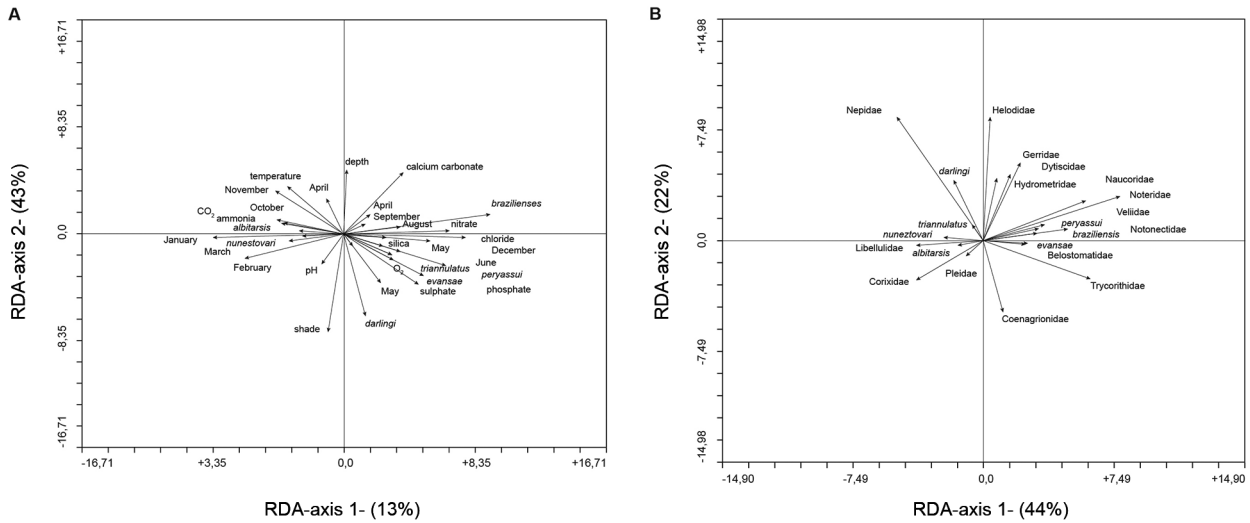 A
+16,71
+8,35
0,0
-8,35
-16,71
RDA-axis 2- (43%)
depth
calcium carbonate
temperature
November
April
April
brazilienses
October
September
CO2
ammonia
August
nitrate
albitarsis
January
nunestovari
silica
May
chloride
December
March
February
pH
O2
triannulatus
June
evansae
peryassui
May
sulphate
phosphate
shade
darlingi
-16,71
+3,35
0,0
+8,35
+16,71
RDA-axis 1- (13%)
B
+14,98
+7,49
0,0
-7,49
-14,98
RDA-axis 2- (22%)
Nepidae
Helodidae
Gerridae
darlingi
Dytiscidae
Hydrometridae
Naucoridae
Noteridae
Veliidae
triannulatus
peryassui
Notonectidae
nuneztovari
braziliensis
Libellulidae
evansae
albitarsis
Belostomatidae
Pleidae
Corixidae
Trycorithidae
Coenagrionidae
-14,90
-7,49
0,0
+7,49
+14,90
RDA-axis 1- (44%)